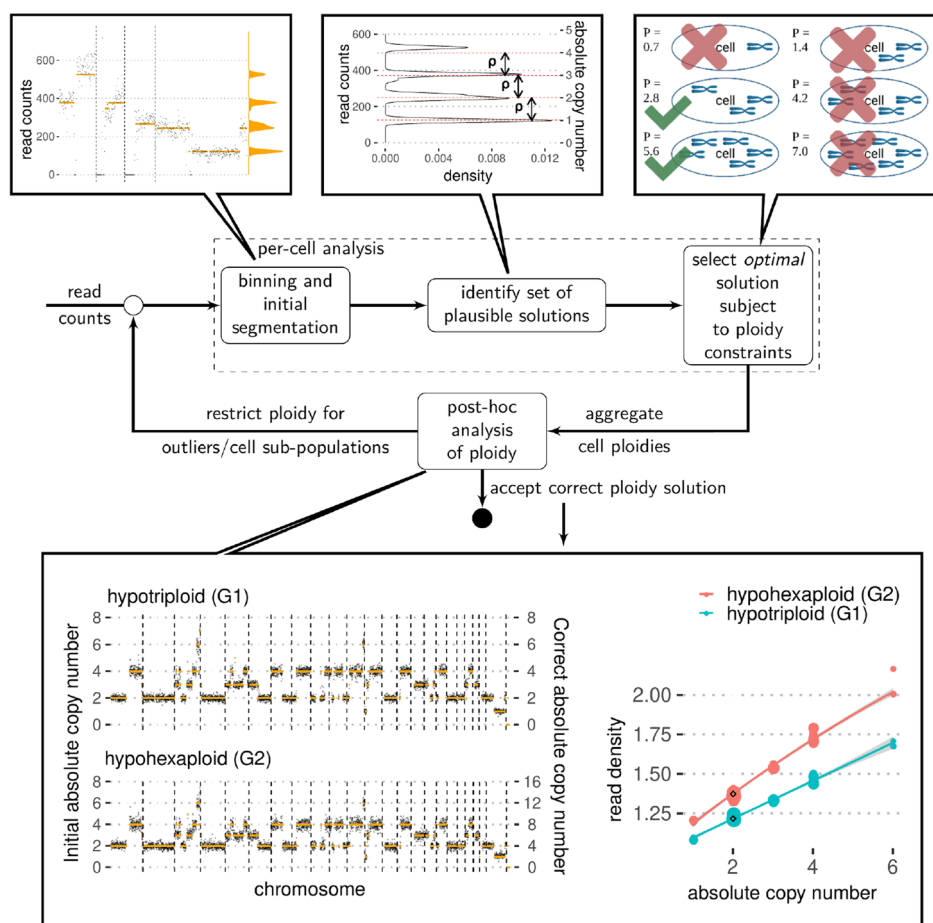 600
400
200
0
read counts
600
400
200
0
read counts
ρ
ρ
ρ
4
3
2
1
absolute copy number
0.000
0.004
0.008
0.012
density
P =
0.7
cell
P =
1.4
cell
P =
2.8
cell
P =
4.2
cell
P =
5.6
cell
P =
7.0
cell
per-cell analysis
read
counts
binning and
initial
segmentation
identify set of
plausible solutions
select optimal
solution
subject
to ploidy
constraints
restrict ploidy for
outliers/cell sub-populations
post-hoc
analysis
of ploidy
aggregate
cell ploidies
accept correct ploidy solution
hypotriploid (G1)
8
6
4
2
0
8
6
4
2
0
hypohexaploid (G2)
8
6
4
2
0
16
12
8
4
0
Initial absolute copy number
Correct absolute copy number
chromosome
hypohexaploid (G2)
hypotriploid (G1)
2.00
1.75
1.50
1.25
read density
2
4
6
absolute copy number